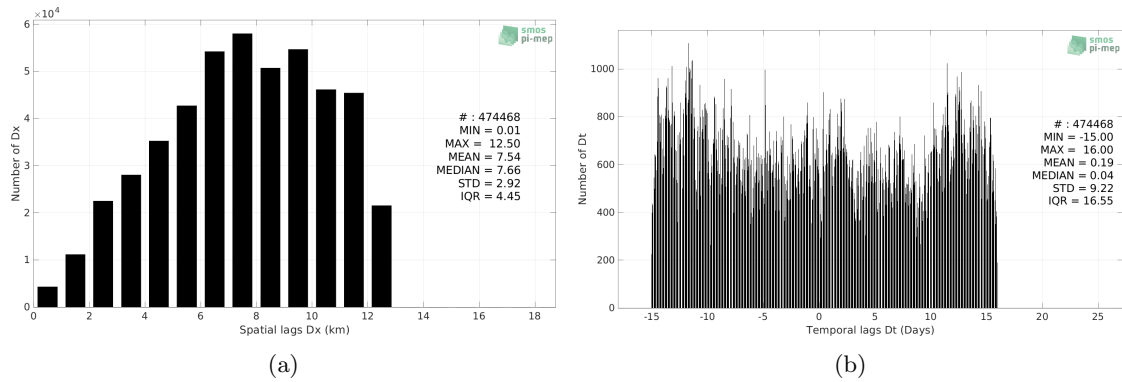 ×10⁴
6
5
4
3
2
1
0
Number of Dx
0 2 4 6 8 10 12 14 16 18
Spatial lags Dx (km)
smos
pi-mep
# : 474468
MIN = 0.01
MAX = 12.50
MEAN = 7.54
MEDIAN = 7.66
STD = 2.92
IQR = 4.45
(a)
1000
800
600
400
200
0
Number of Dt
-15 -10 -5 0 5 10 15 20 25
Temporal lags Dt (Days)
smos
pi-mep
# : 474468
MIN = -15.00
MAX = 16.00
MEAN = 0.19
MEDIAN = 0.04
STD = 9.22
IQR = 16.55
(b)